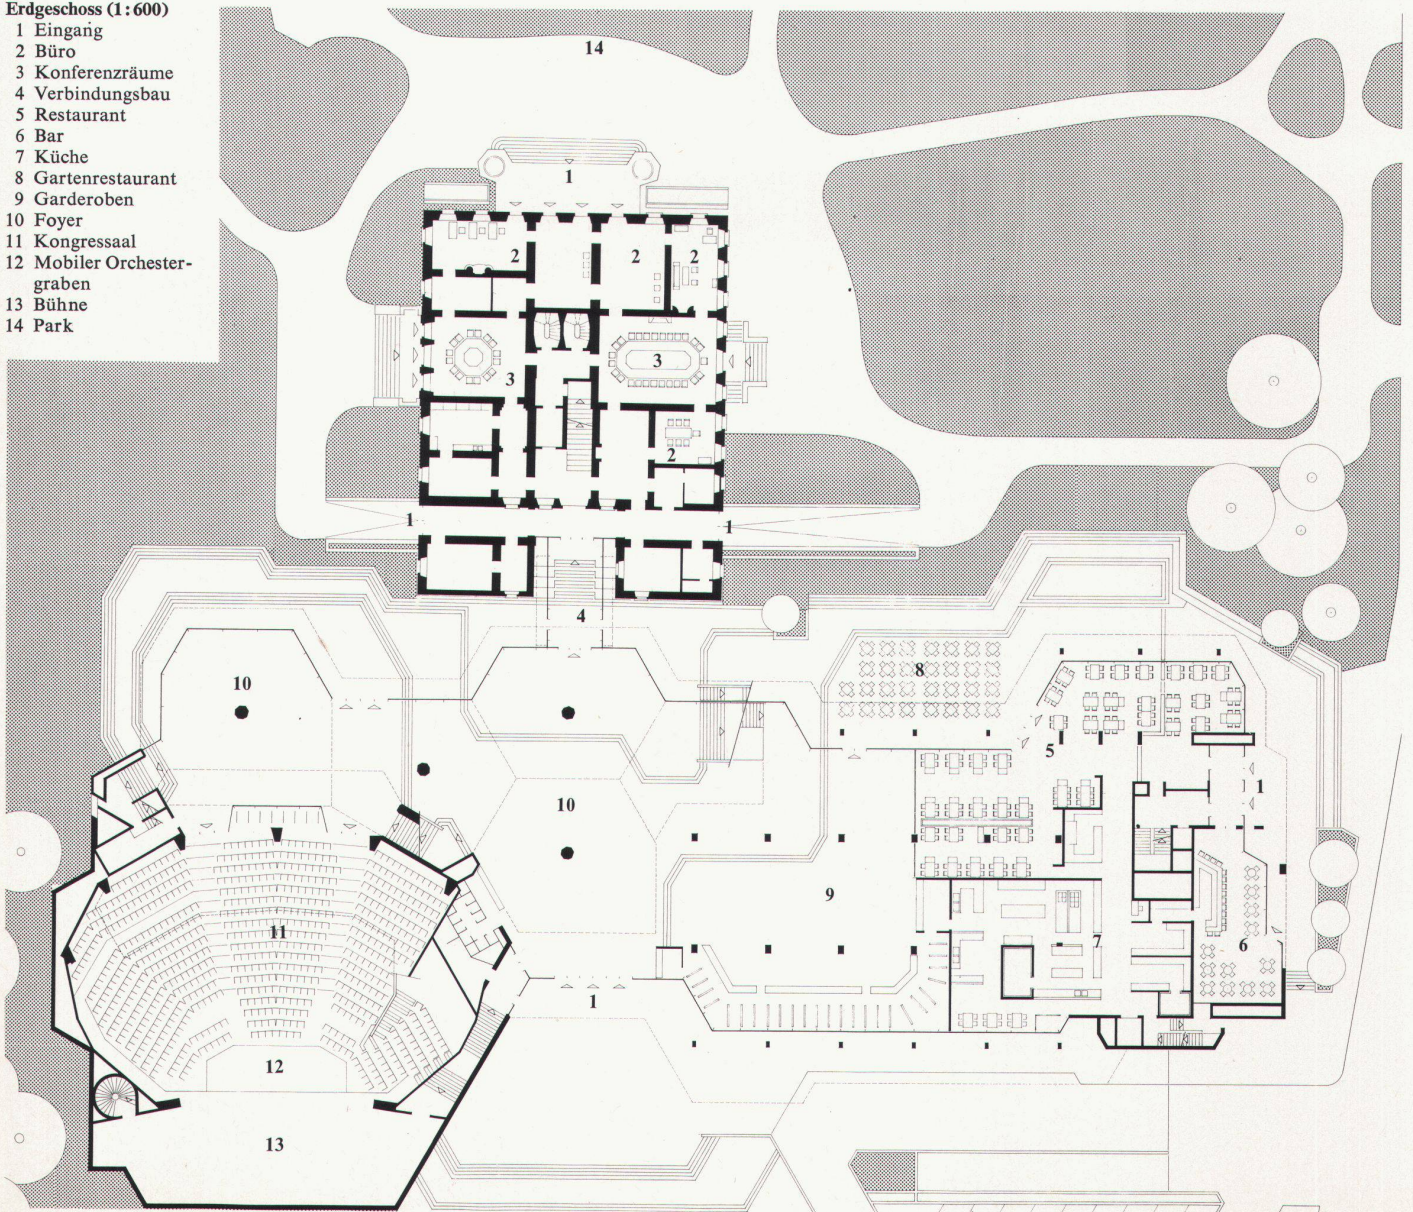 Erdgeschoss (1:600)
1 Eingang
2 Büro
3 Konferenzräume
4 Verbindungsbau
5 Restaurant
6 Bar
7 Küche
8 Gartenrestaurant
9 Garderoben
10 Foyer
11 Kongressaal
12 Mobiler Orchester-
graben
13 Bühne
14 Park
14
1
2 2 2
3 3
2
1 1
4
10 8
5
1
10
9
11 7 6
1
12
13